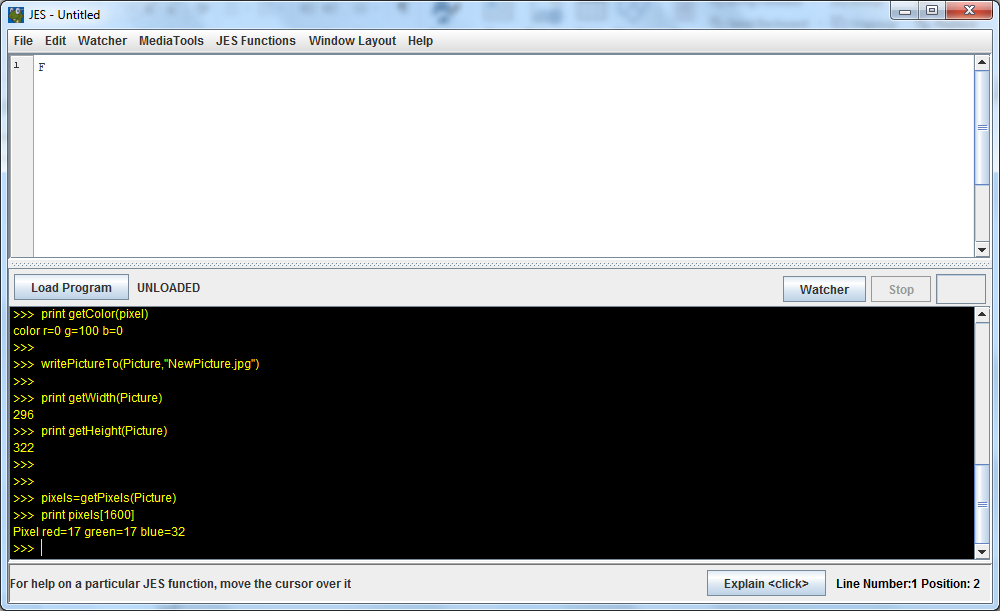 JES - Untitled
File Edit Watcher MediaTools JES Functions Window Layout Help
1 F
Load Program UNLOADED Watcher Stop
>>> print getColor(pixel)
color r=0 g=100 b=0
>>>
>>> writePictureTo(Picture,"NewPicture.jpg")
>>>
>>> print getWidth(Picture)
296
>>> print getHeight(Picture)
322
>>>
>>>
>>> pixels=getPixels(Picture)
>>> print pixels[1600]
Pixel red=17 green=17 blue=32
>>>
For help on a particular JES function, move the cursor over it Explain <click> Line Number:1 Position: 2